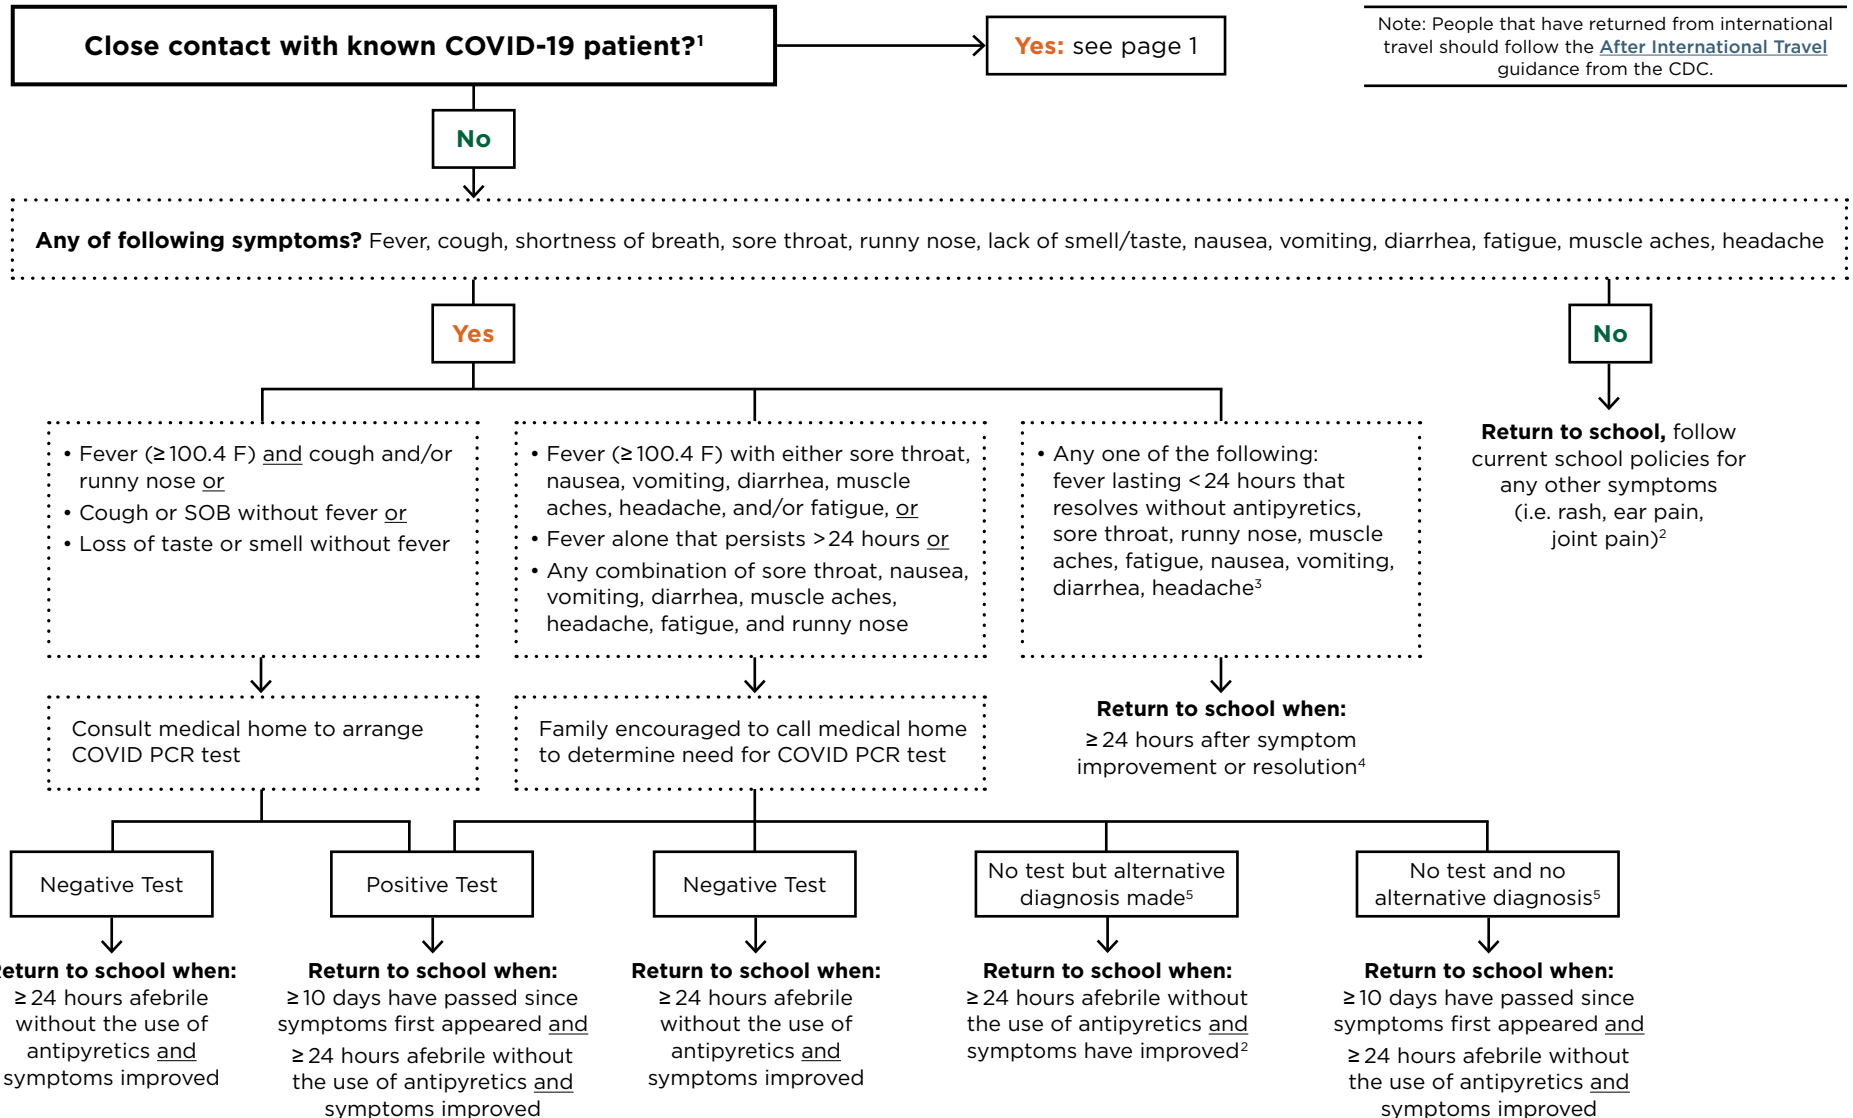 Close contact with known COVID-19 patient?¹
Yes: see page 1
Note: People that have returned from international
travel should follow the After International Travel
guidance from the CDC.
No
Any of following symptoms? Fever, cough, shortness of breath, sore throat, runny nose, lack of smell/taste, nausea, vomiting, diarrhea, fatigue, muscle aches, headache
Yes
No
• Fever (≥100.4 F) and cough and/or
runny nose or
• Cough or SOB without fever or
• Loss of taste or smell without fever
• Fever (≥100.4 F) with either sore throat,
nausea, vomiting, diarrhea, muscle
aches, headache, and/or fatigue, or
• Fever alone that persists >24 hours or
• Any combination of sore throat, nausea,
vomiting, diarrhea, muscle aches,
headache, fatigue, and runny nose
• Any one of the following:
fever lasting <24 hours that
resolves without antipyretics,
sore throat, runny nose, muscle
aches, fatigue, nausea, vomiting,
diarrhea, headache³
Return to school, follow
current school policies for
any other symptoms
(i.e. rash, ear pain,
joint pain)²
Consult medical home to arrange
COVID PCR test
Family encouraged to call medical home
to determine need for COVID PCR test
Return to school when:
≥24 hours after symptom
improvement or resolution⁴
Negative Test
Positive Test
Negative Test
No test but alternative
diagnosis made⁵
No test and no
alternative diagnosis⁵
Return to school when:
≥24 hours afebrile
without the use of
antipyretics and
symptoms improved
Return to school when:
≥10 days have passed since
symptoms first appeared and
≥24 hours afebrile without
the use of antipyretics and
symptoms improved
Return to school when:
≥24 hours afebrile
without the use of
antipyretics and
symptoms improved
Return to school when:
≥24 hours afebrile without
the use of antipyretics and
symptoms have improved²
Return to school when:
≥10 days have passed since
symptoms first appeared and
≥24 hours afebrile without
the use of antipyretics and
symptoms improved